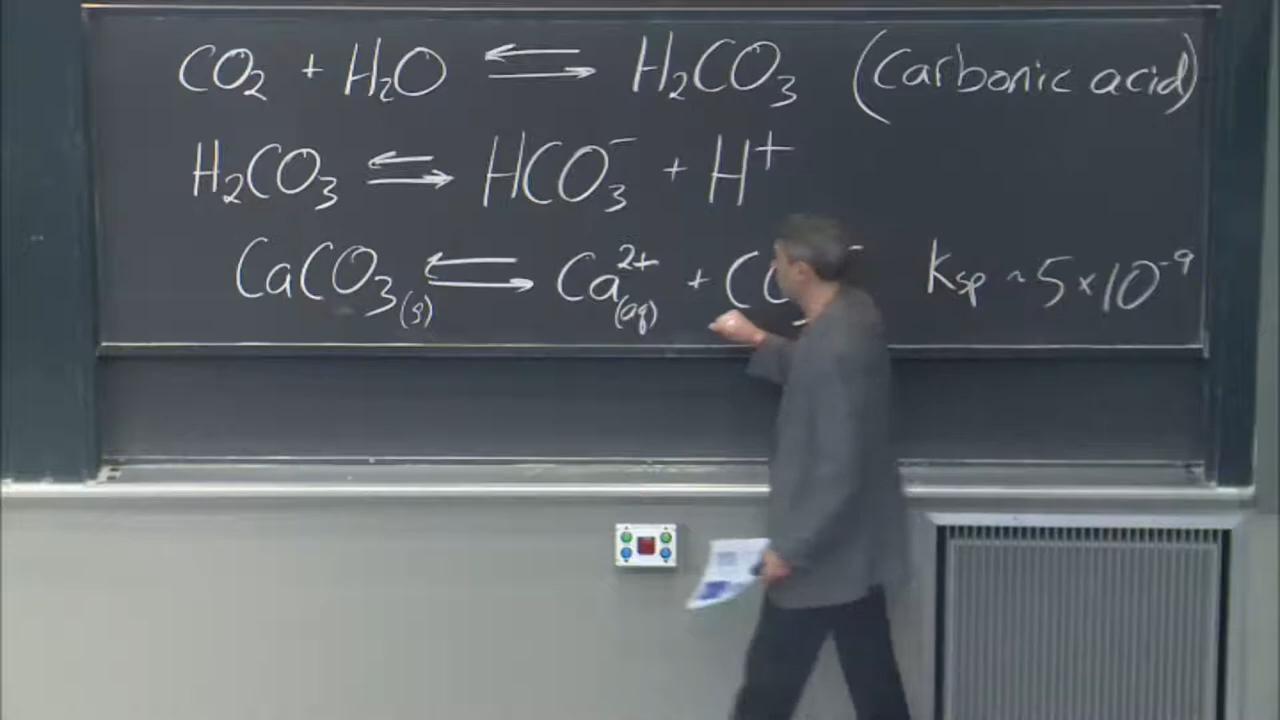 CO₂ + H₂O ⇌ H₂CO₃ (Carbonic acid)
H₂CO₃ ⇌ HCO₃⁻ + H⁺
CaCO₃(s) ⇌ Ca²⁺(aq) + Ksp ~ 5 × 10⁻⁹